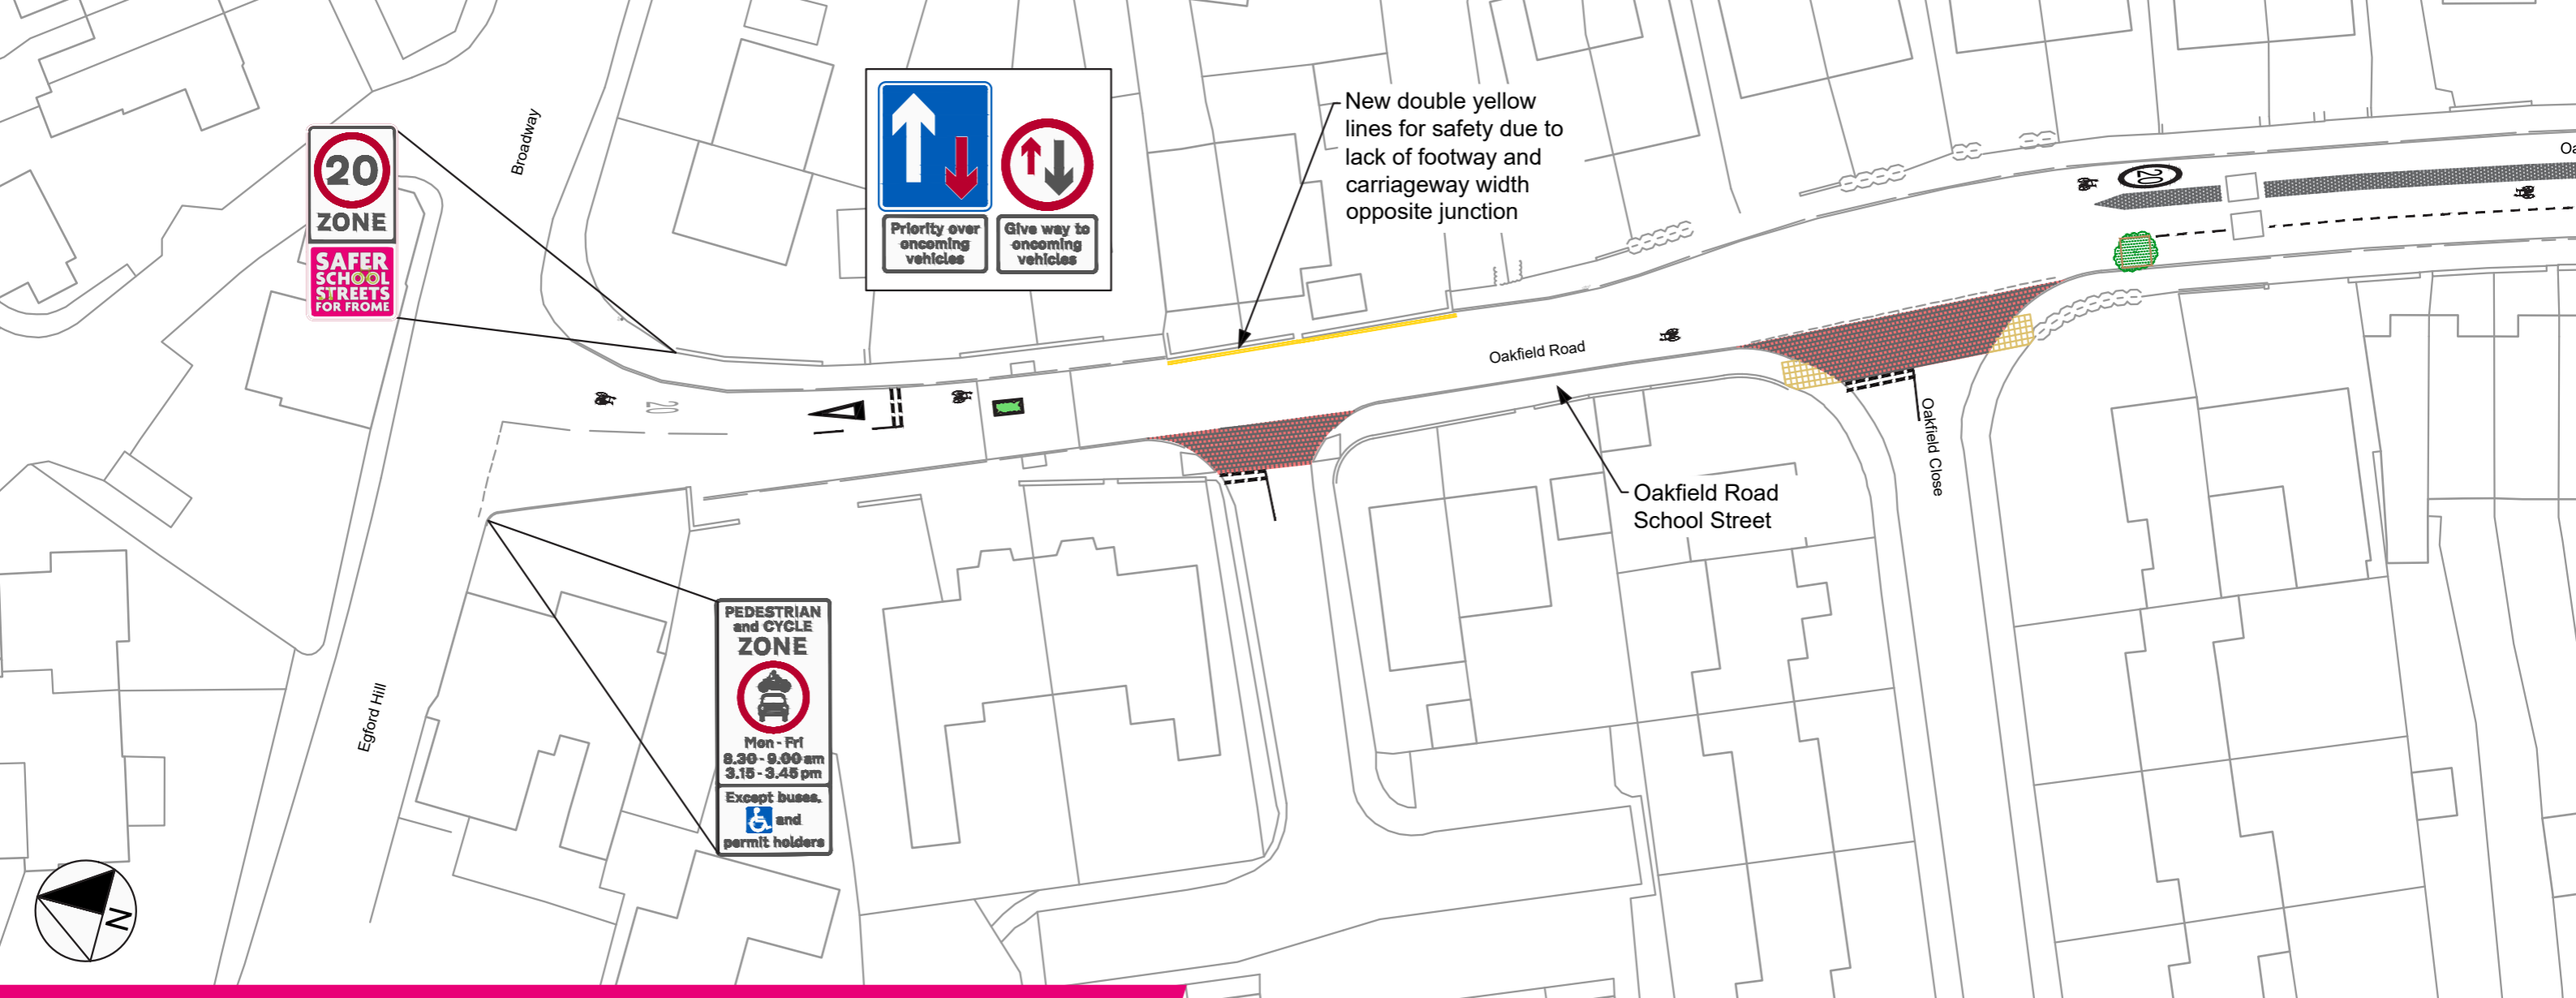 Broadway
20
ZONE
SAFER
SCHOOL
STREETS
FOR FROME
Priority over
oncoming
vehicles
Give way to
oncoming
vehicles
New double yellow
lines for safety due to
lack of footway and
carriageway width
opposite junction
20
Oa
Oakfield Road
20
Oakfield Close
Oakfield Road
School Street
PEDESTRIAN
and CYCLE
ZONE
Mon - Fri
8.30 - 9.00 am
3.15 - 3.45 pm
Except buses,
and
permit holders
Egford Hill
N